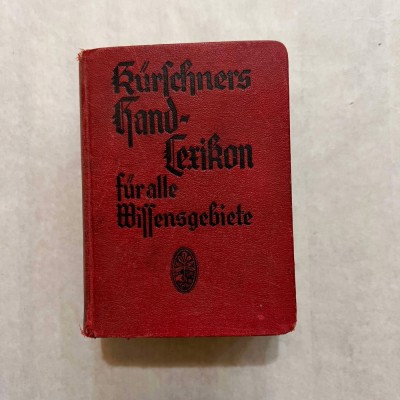 Kürschners
Hand-
Lexikon
für alle
Wissensgebiete